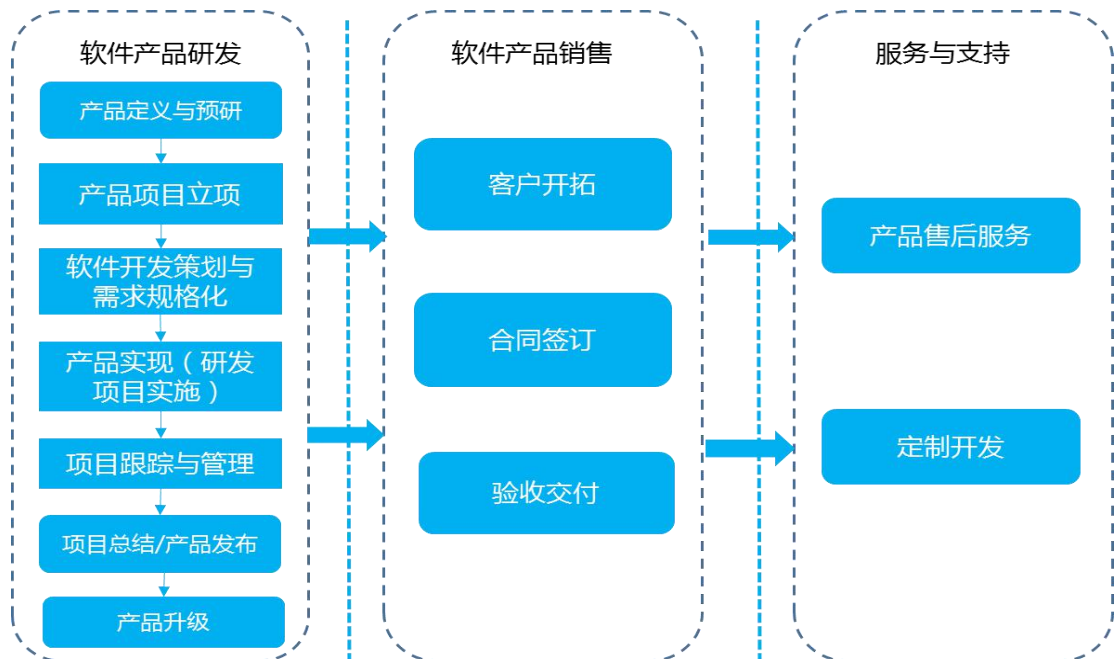 软件产品研发
产品定义与预研
产品项目立项
软件开发策划与
需求规格化
产品实现（研发
项目实施）
项目跟踪与管理
项目总结/产品发布
产品升级
软件产品销售
客户开拓
合同签订
验收交付
服务与支持
产品售后服务
定制开发